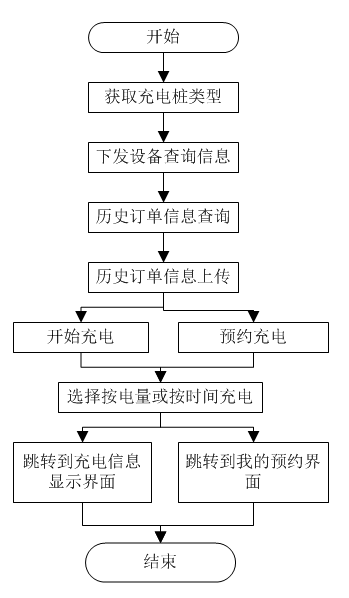 开始
获取充电桩类型
下发设备查询信息
历史订单信息查询
历史订单信息上传
开始充电
预约充电
选择按电量或按时间充电
跳转到充电信息
显示界面
跳转到我的预约界
面
结束